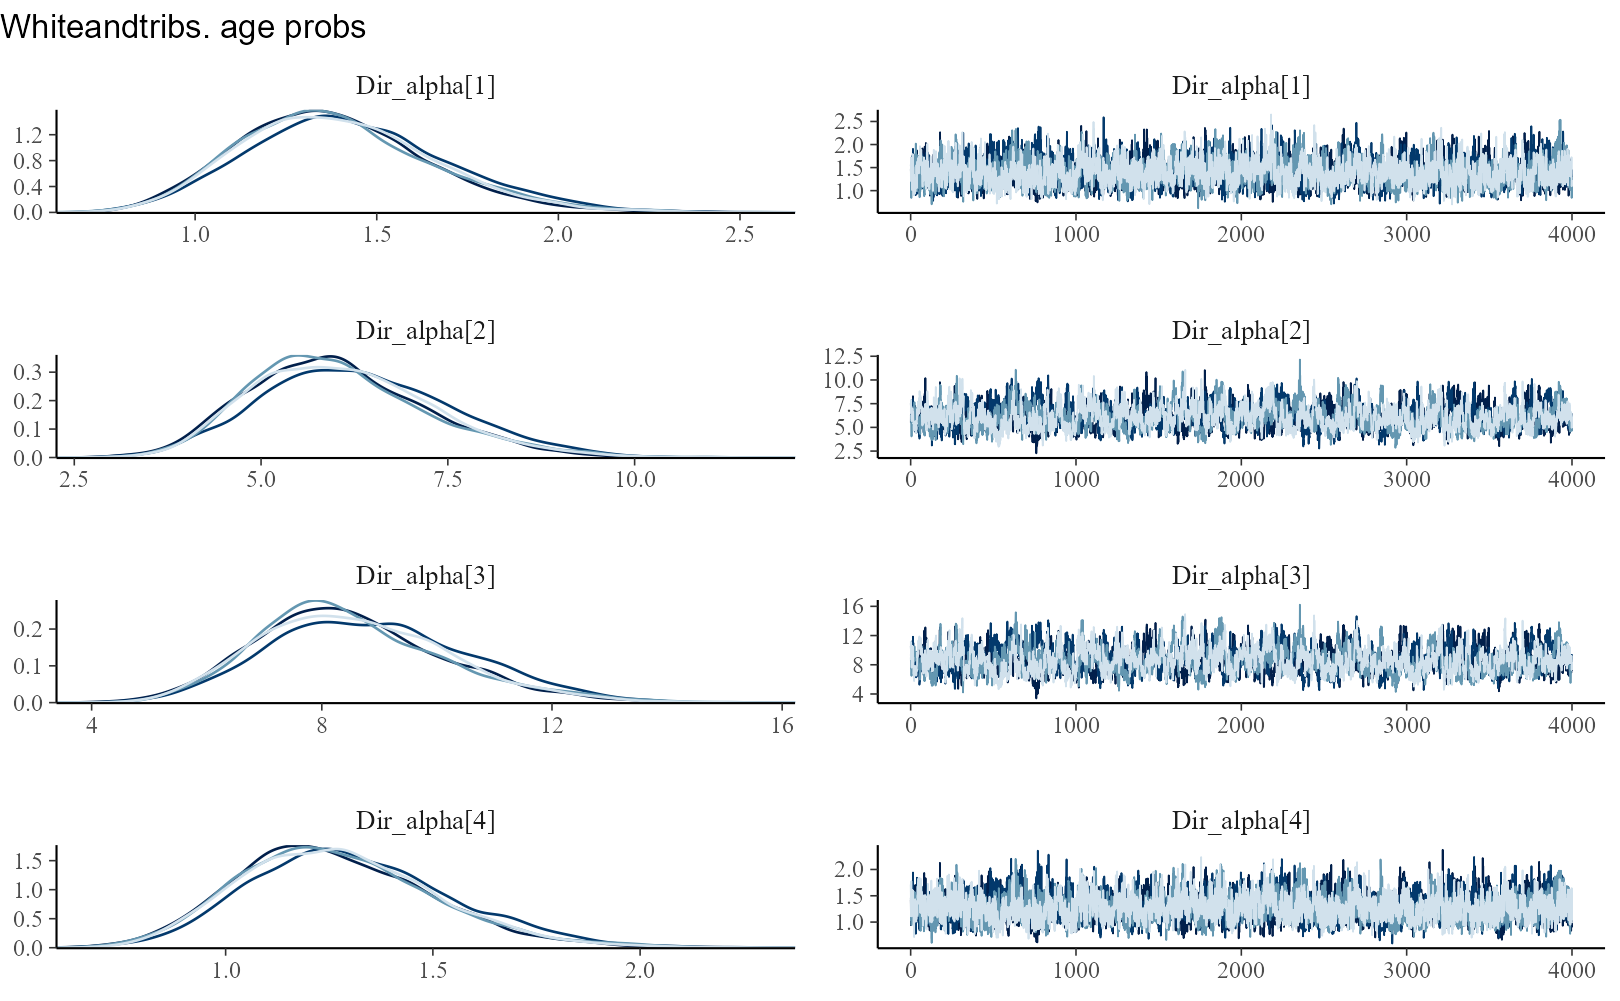 Whiteandtribs. age probs
Dir_alpha[1]
1.2
0.8
0.4
0.0
1.0 1.5 2.0 2.5
Dir_alpha[1]
2.5
2.0
1.5
1.0
0 1000 2000 3000 4000
Dir_alpha[2]
0.3
0.2
0.1
0.0
2.5 5.0 7.5 10.0
Dir_alpha[2]
12.5
10.0
7.5
5.0
2.5
0 1000 2000 3000 4000
Dir_alpha[3]
0.2
0.1
0.0
4 8 12 16
Dir_alpha[3]
16
12
8
4
0 1000 2000 3000 4000
Dir_alpha[4]
1.5
1.0
0.5
0.0
1.0 1.5 2.0
Dir_alpha[4]
2.0
1.5
1.0
0 1000 2000 3000 4000